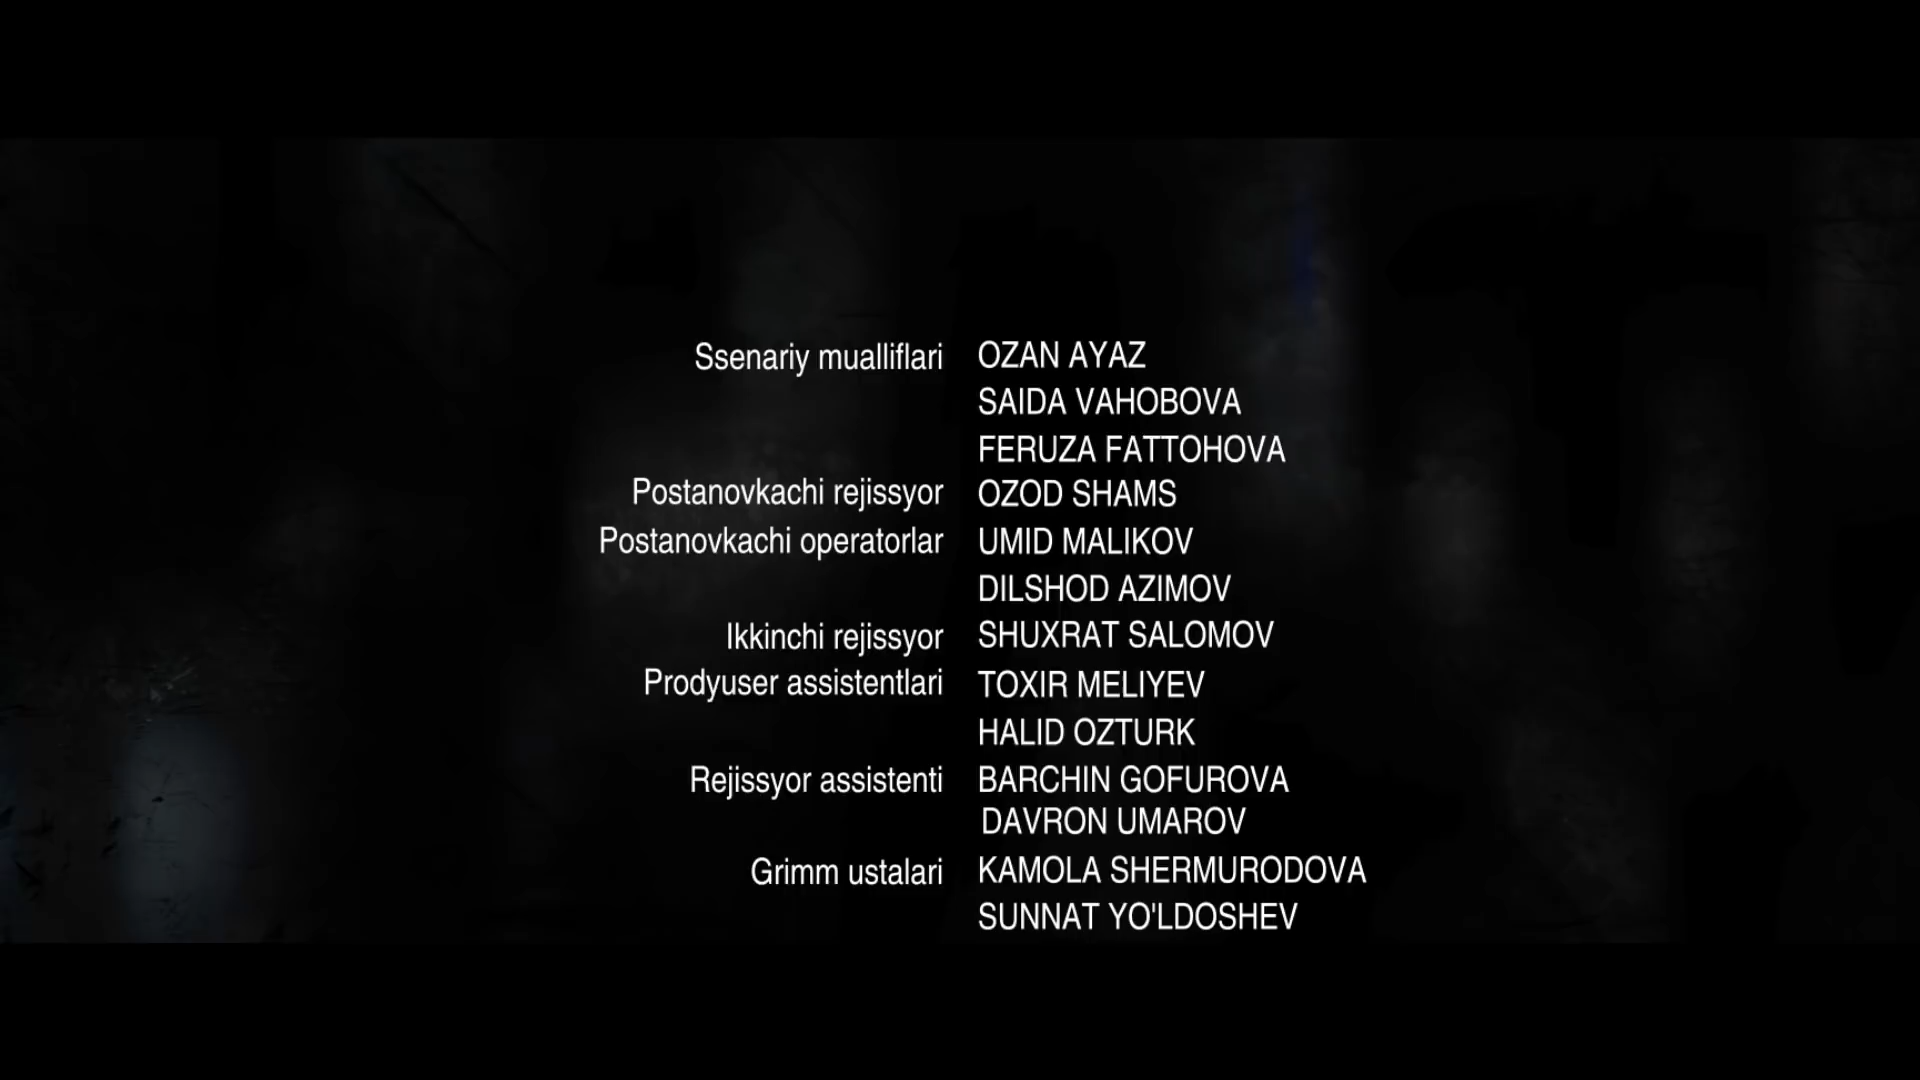 Ssenariy mualliflari OZAN AYAZ
SAIDA VAHOBOVA
FERUZA FATTOHOVA
Postanovkachi rejissyor OZOD SHAMS
Postanovkachi operatorlar UMID MALIKOV
DILSHOD AZIMOV
Ikkinchi rejissyor SHUXRAT SALOMOV
Prodyuser assistentlari TOXIR MELIYEV
HALID OZTURK
Rejissyor assistenti BARCHIN GOFUROVA
DAVRON UMAROV
Grimm ustalari KAMOLA SHERMURODOVA
SUNNAT YO'LDOSHEV